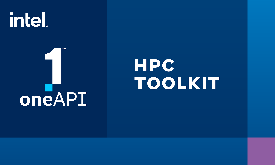 intel.
1
oneAPI
HPC
TOOLKIT